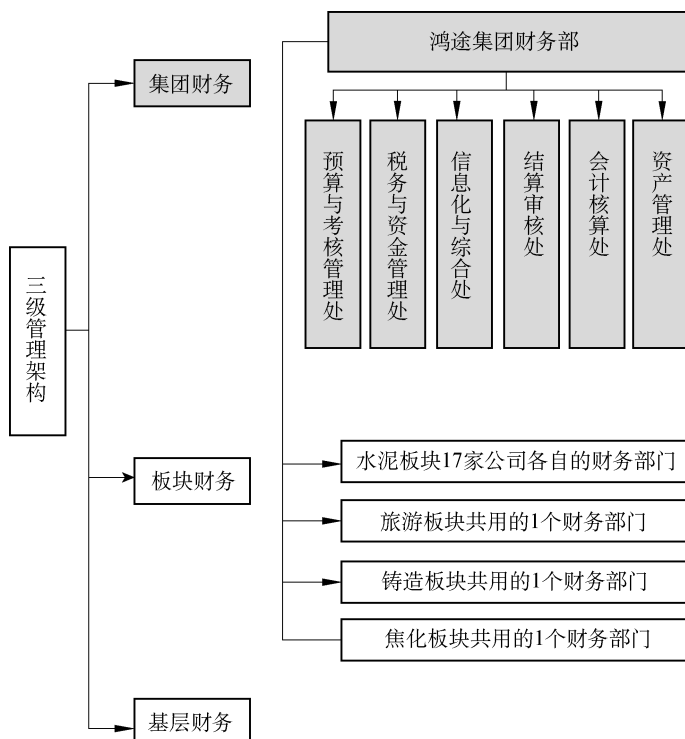 三级管理架构
集团财务
板块财务
基层财务
鸿途集团财务部
预算与考核管理处
税务与资金管理处
信息化与综合处
结算审核处
会计核算处
资产管理处
水泥板块17家公司各自的财务部门
旅游板块共用的1个财务部门
铸造板块共用的1个财务部门
焦化板块共用的1个财务部门